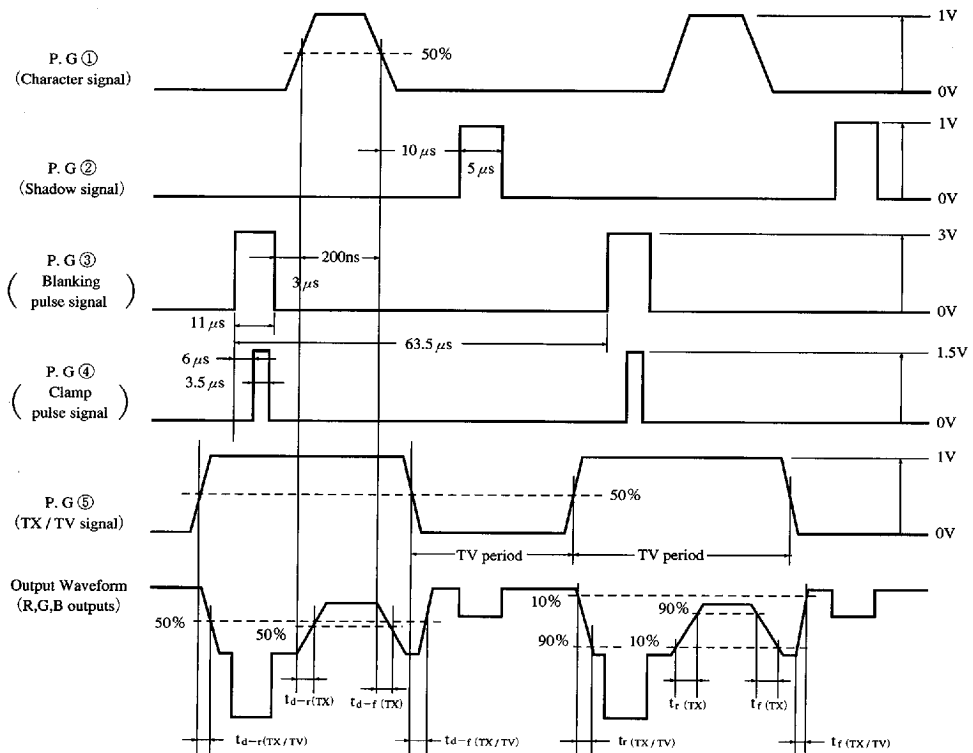 P. G ①
(Character signal)
50%
1V
0V
P. G ②
(Shadow signal)
10 μs
5 μs
1V
0V
P. G ③
( Blanking
pulse signal )
200ns
3 μs
11 μs
63.5 μs
3V
0V
P. G ④
( Clamp
pulse signal )
6 μs
3.5 μs
1.5V
0V
P. G ⑤
(TX / TV signal)
50%
1V
0V
TV period
TV period
Output Waveform
(R,G,B outputs)
50%
50%
10%
90%
90%
10%
td−r(TX)
td−f (TX)
tr (TX)
tf (TX)
td−r(TX / TV)
td−f (TX / TV)
tr (TX / TV)
tf (TX / TV)